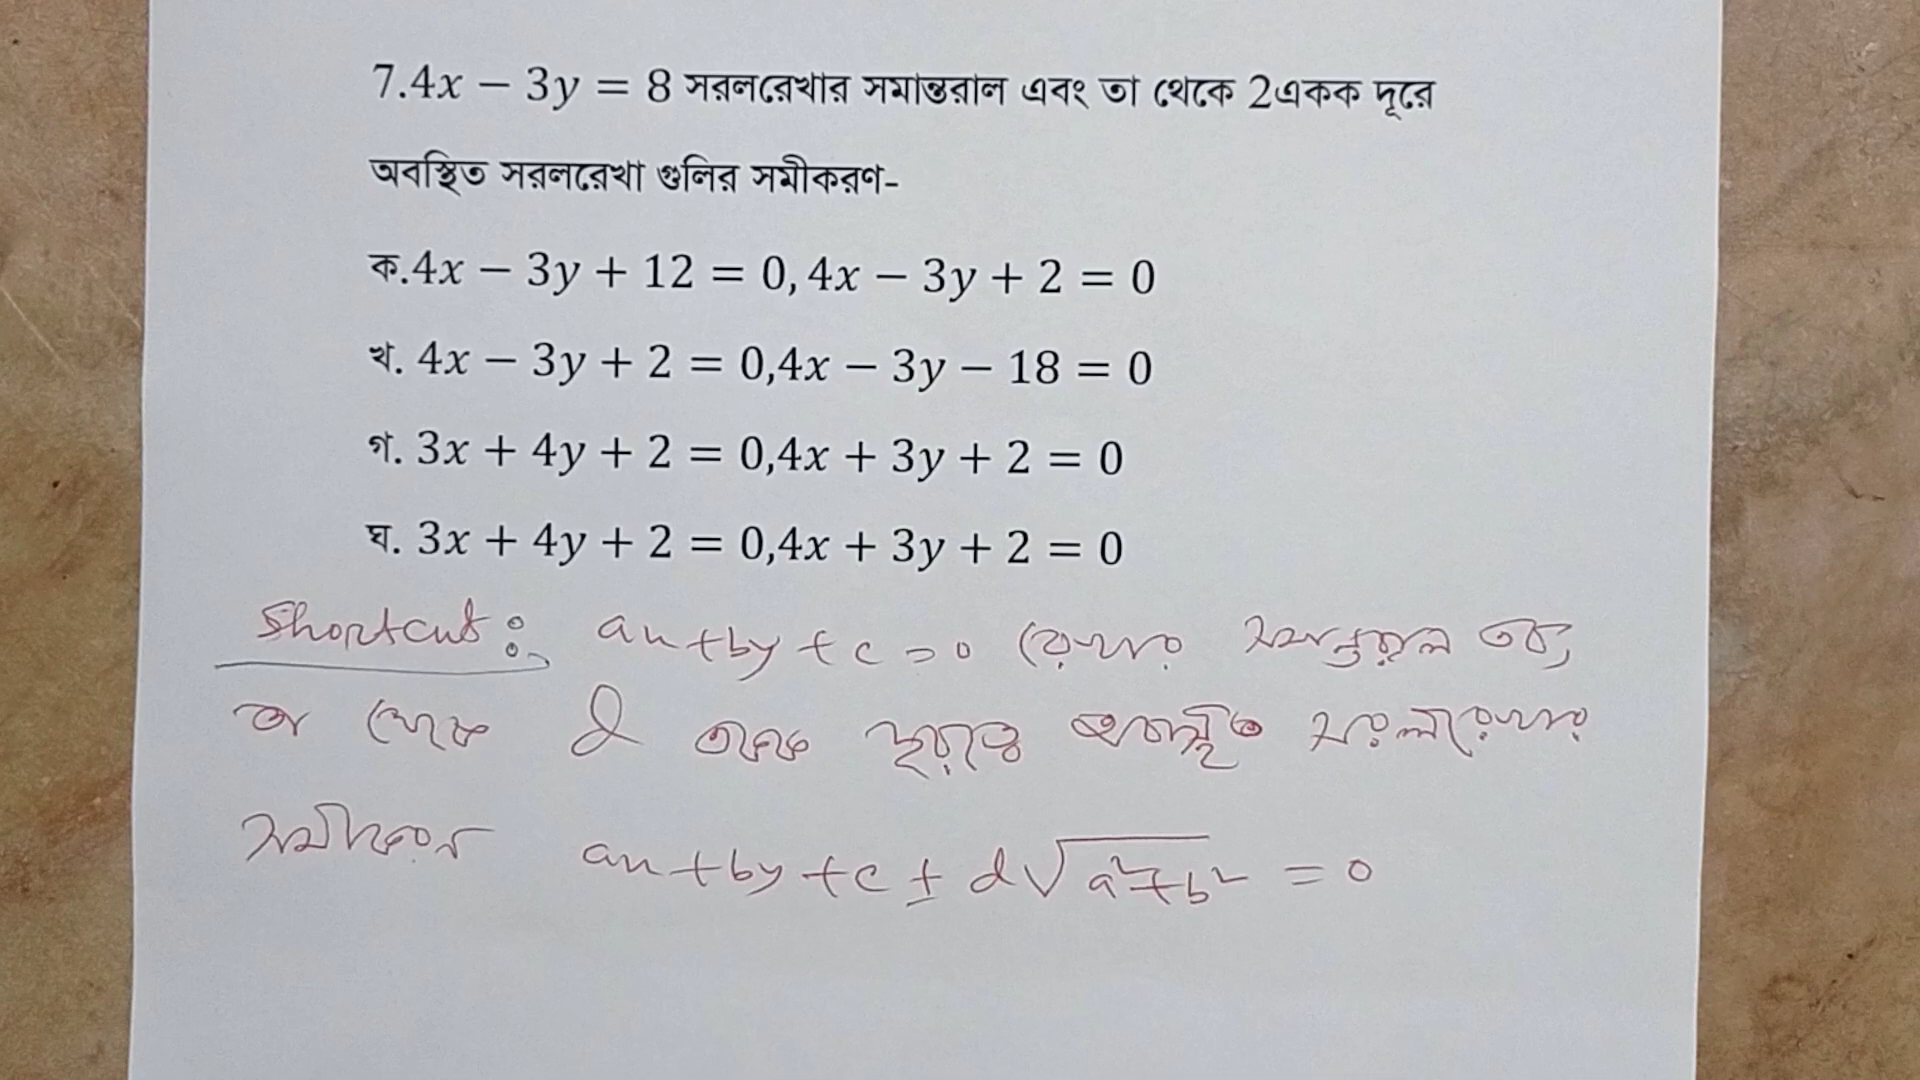 7.4x − 3y = 8 সরলরেখার সমান্তরাল এবং তা থেকে 2একক দূরে
অবস্থিত সরলরেখা গুলির সমীকরণ-
ক.4x − 3y + 12 = 0, 4x − 3y + 2 = 0
খ. 4x − 3y + 2 = 0,4x − 3y − 18 = 0
গ. 3x + 4y + 2 = 0,4x + 3y + 2 = 0
ঘ. 3x + 4y + 2 = 0,4x + 3y + 2 = 0
Shortcut: ax+by+c=0 রেখার সমান্তরাল এবং
তা থেকে d একক দূরত্বে অবস্থিত সরলরেখার
সমীকরণ ax+by+c ± d√a²+b² = 0